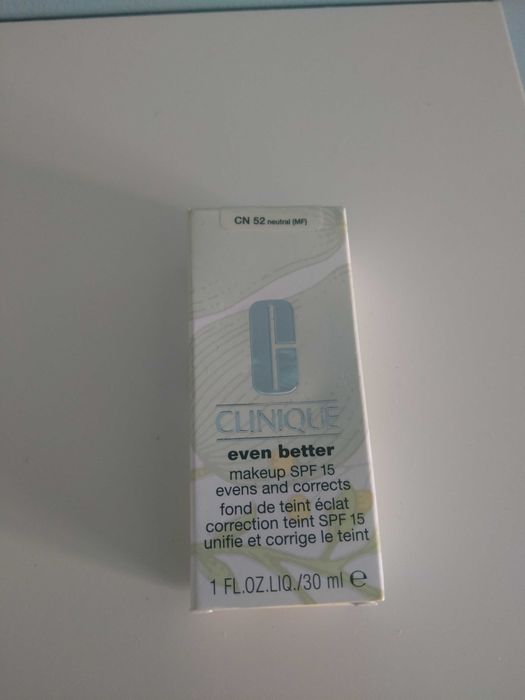 CN 52 neutral (MF)
CLINIQUE
even better
makeup SPF 15
evens and corrects
fond de teint éclat
correction teint SPF 15
unifie et corrige le teint
1 FL.OZ.LIQ./30 ml ℮